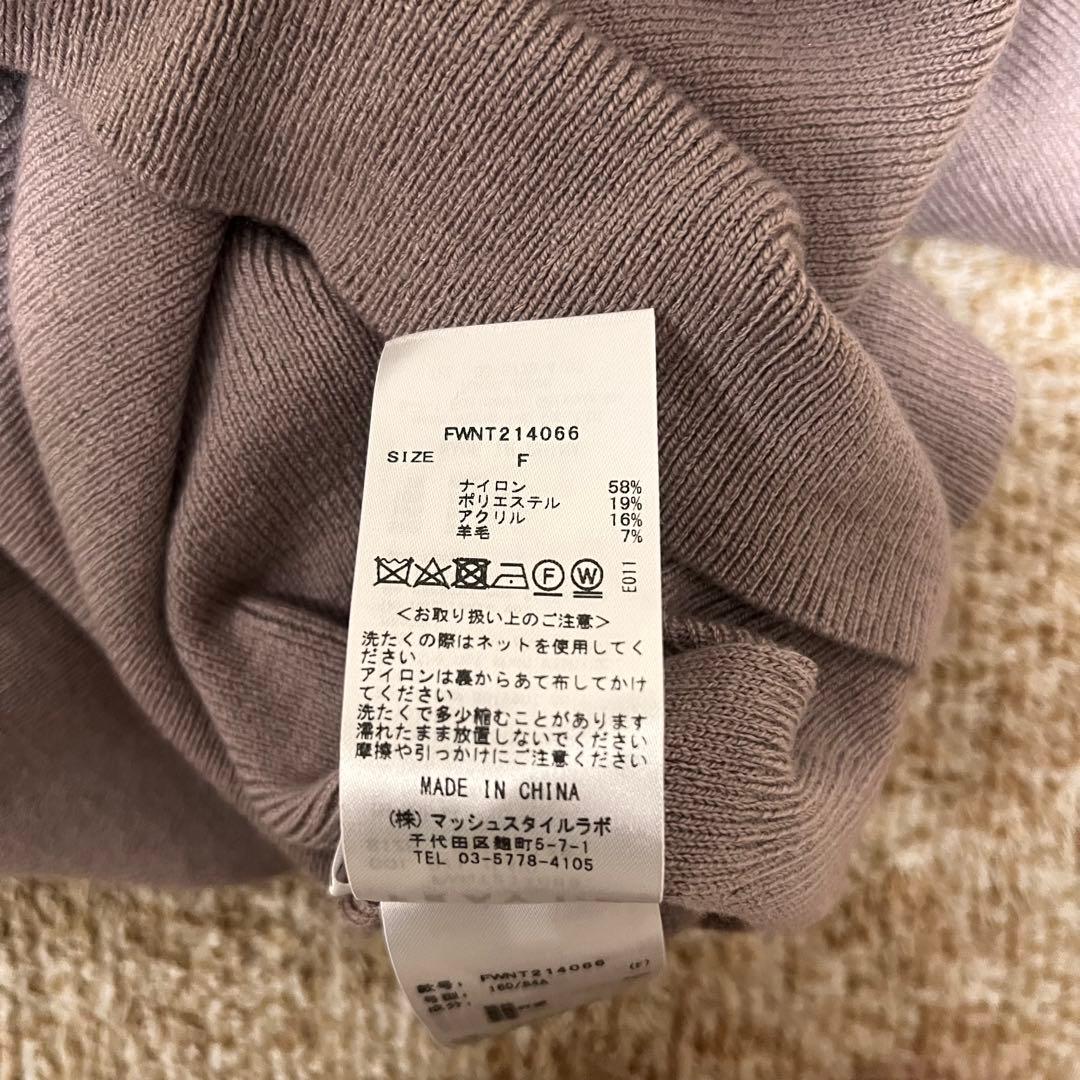 FWNT214066
SIZE F
ナイロン 58%
ポリエステル 19%
アクリル 16%
羊毛 7%
F W E011
<お取り扱い上のご注意>
洗たくの際はネットを使用してく
ださい
アイロンは裏からあて布してかけ
てください
洗たくで多少縮むことがあります
濡れたまま放置しないでください
摩擦や引っかけにご注意ください
MADE IN CHINA
(株)マッシュスタイルラボ
千代田区麹町5-7-1
TEL 03-5778-4105
款号: FWNT214066 (F)
号型: 160/84A
成分: